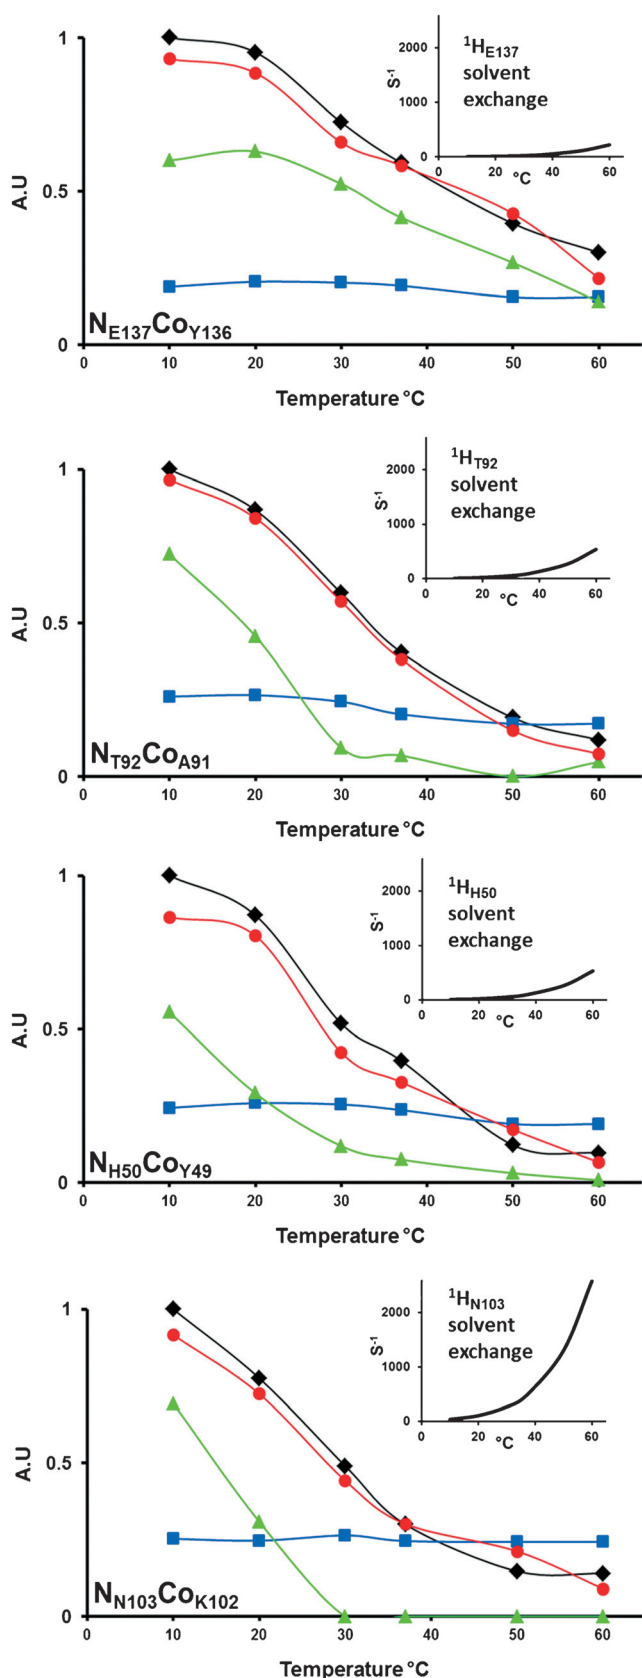 1
0.5
0
A.U
0
10
20
30
40
50
60
Temperature °C
N_E137Co_Y136
2000
1000
0
S⁻¹
0 20 40 60
°C
¹H_E137
solvent
exchange
1
0.5
0
A.U
0
10
20
30
40
50
60
Temperature °C
N_T92Co_A91
2000
1000
0
S⁻¹
0 20 40 60
°C
¹H_T92
solvent
exchange
1
0.5
0
A.U
0
10
20
30
40
50
60
Temperature °C
N_H50Co_Y49
2000
1000
0
S⁻¹
0 20 40 60
°C
¹H_H50
solvent
exchange
1
0.5
0
A.U
0
10
20
30
40
50
60
Temperature °C
N_N103Co_K102
2000
1000
0
S⁻¹
0 20 40 60
°C
¹H_N103
solvent
exchange